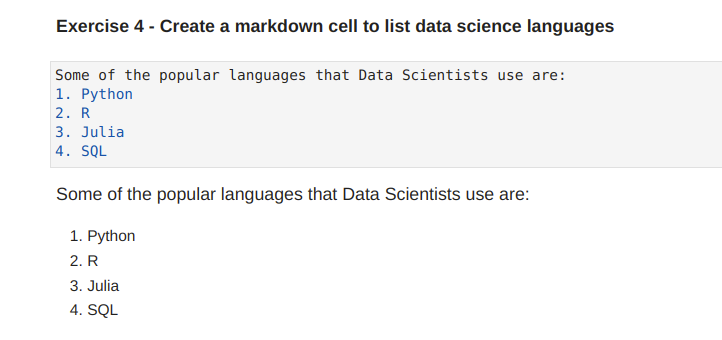 Exercise 4 - Create a markdown cell to list data science languages
Some of the popular languages that Data Scientists use are:
1. Python
2. R
3. Julia
4. SQL
Some of the popular languages that Data Scientists use are:
1. Python
2. R
3. Julia
4. SQL